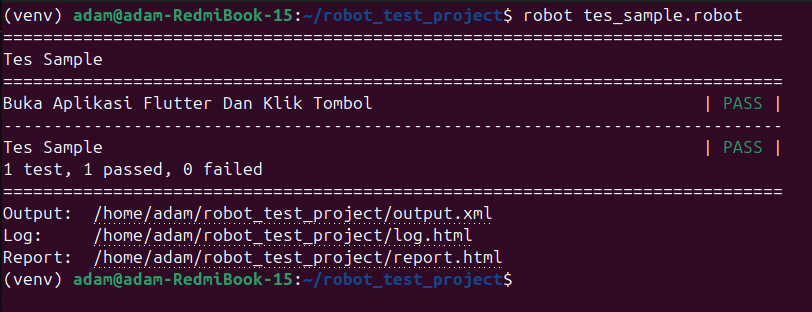 (venv) adam@adam-RedmiBook-15:~/robot_test_project$ robot tes_sample.robot
==============================================================================
Tes Sample
==============================================================================
Buka Aplikasi Flutter Dan Klik Tombol                                 | PASS |
------------------------------------------------------------------------------
Tes Sample                                                            | PASS |
1 test, 1 passed, 0 failed
==============================================================================
Output:  /home/adam/robot_test_project/output.xml
Log:     /home/adam/robot_test_project/log.html
Report:  /home/adam/robot_test_project/report.html
(venv) adam@adam-RedmiBook-15:~/robot_test_project$